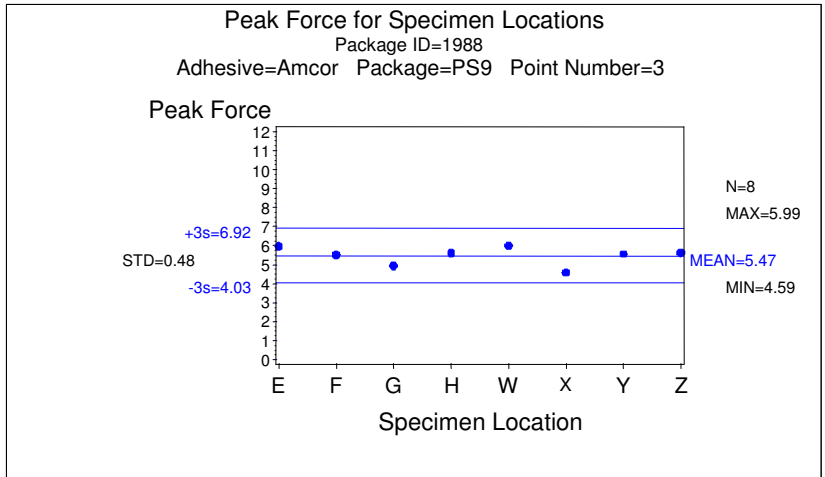 Peak Force for Specimen Locations
Package ID=1988
Adhesive=Amcor Package=PS9 Point Number=3
Peak Force
12
11
10
9
8
7
6
5
4
3
2
1
0
+3s=6.92
STD=0.48
-3s=4.03
N=8
MAX=5.99
MEAN=5.47
MIN=4.59
E F G H W X Y Z
Specimen Location